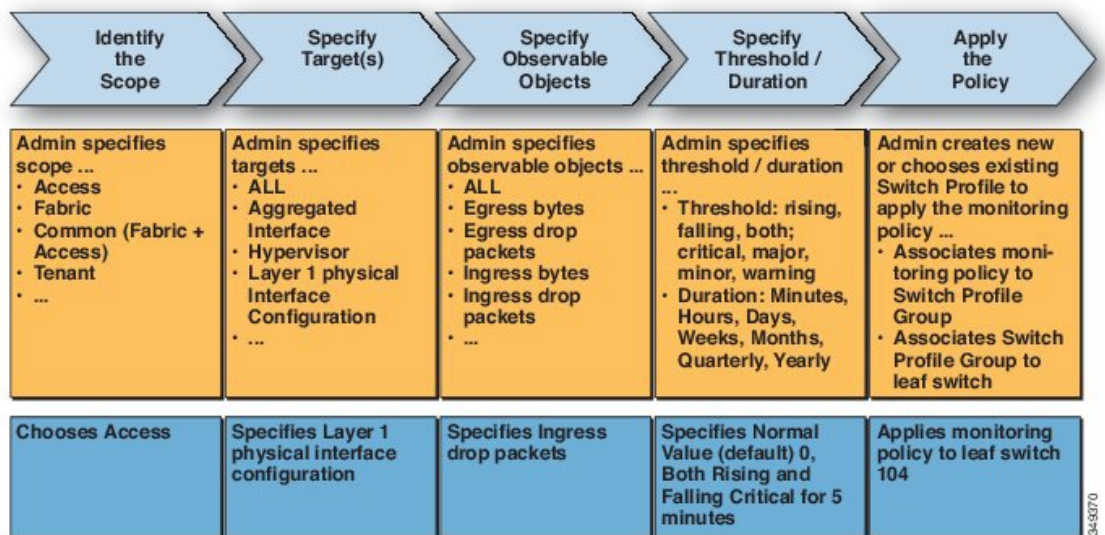 Identify
the
Scope
Specify
Target(s)
Specify
Observable
Objects
Specify
Threshold /
Duration
Apply
the
Policy
Admin specifies
scope ...
• Access
• Fabric
• Common (Fabric +
Access)
• Tenant
• ...
Admin specifies
targets ...
• ALL
• Aggregated
Interface
• Hypervisor
• Layer 1 physical
Interface
Configuration
• ...
Admin specifies
observable objects ...
• ALL
• Egress bytes
• Egress drop
packets
• Ingress bytes
• Ingress drop
packets
• ...
Admin specifies
threshold / duration
...
• Threshold: rising,
falling, both;
critical, major,
minor, warning
• Duration: Minutes,
Hours, Days,
Weeks, Months,
Quarterly, Yearly
Admin creates new
or chooses existing
Switch Profile to
apply the monitoring
policy ...
• Associates moni-
toring policy to
Switch Profile
Group
• Associates Switch
Profile Group to
leaf switch
Chooses Access
Specifies Layer 1
physical interface
configuration
Specifies Ingress
drop packets
Specifies Normal
Value (default) 0,
Both Rising and
Falling Critical for 5
minutes
Applies monitoring
policy to leaf switch
104
349370